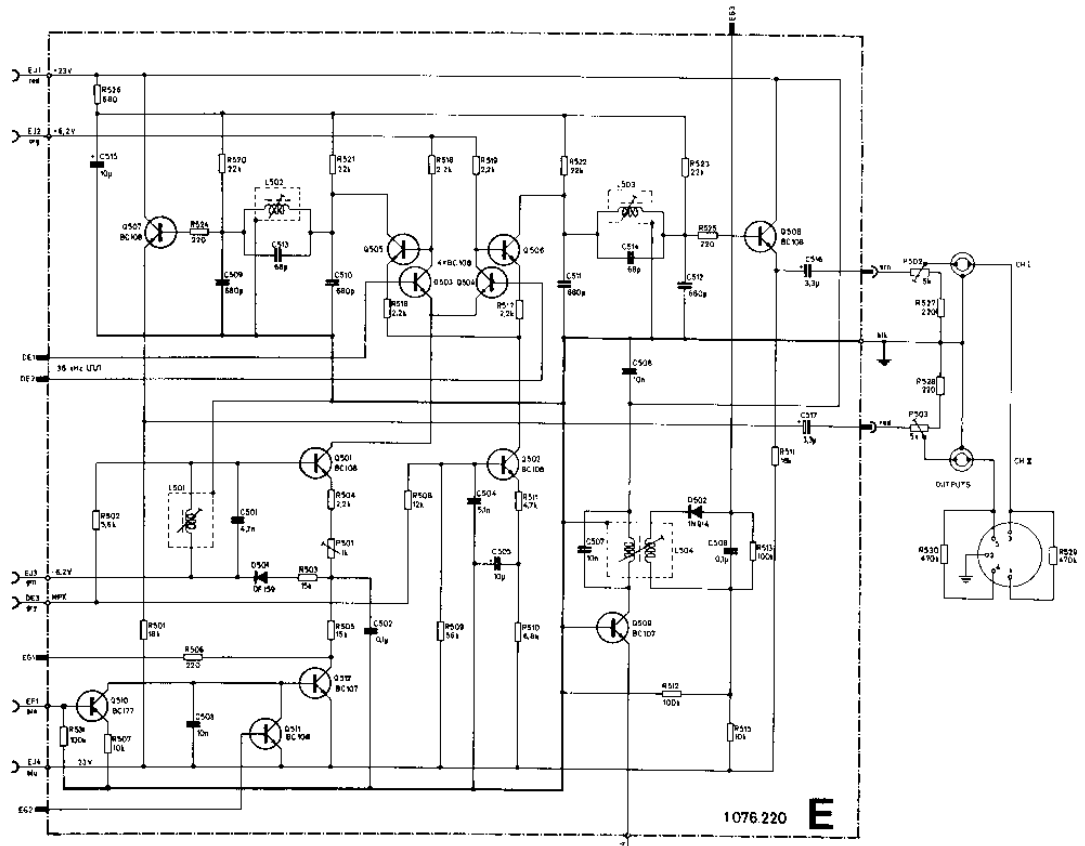 EG3
EJ1
+23V
red
R526
680
EJ2
+6,2V
org
C515
10µ
R520
22k
R521
22k
R518
2,2k
R519
2,2k
R522
22k
R523
22k
L502
L503
Q507
BC108
R524
220
C513
68p
Q505
Q506
4×BC108
Q503
Q504
C514
68p
R525
220
Q508
BC108
C509
680p
C510
680p
R516
2,2k
R517
2,2k
C511
680p
C512
680p
C516
3,3µ
P502
5k
CH I
R527
220
blk
DE1
DE2
C506
10n
R528
220
C517
3,3µ
red
P503
5k
CH II
OUTPUTS
Q501
BC108
Q502
BC108
R511
18k
L501
C501
4,7n
R504
2,2k
R508
12k
C504
5,1n
4,7k
R502
5,6k
P501
1k
C505
10µ
C507
10n
L504
D502
1N914
0,1µ
R513
100k
R530
470k
R529
470k
3
2
EJ3
-6,2V
grn
D501
OF159
R503
15k
DE3
MPX
gry
R501
18k
R505
15k
C502
0,1µ
R509
56k
R510
6,8k
Q509
BC107
EG1
R506
220
Q512
BC107
R512
100k
EF1
Q510
BC177
10n
Q511
BC108
R531
100k
R507
10k
R515
10k
EJ4
23V
blu
EG2
1076.220
E